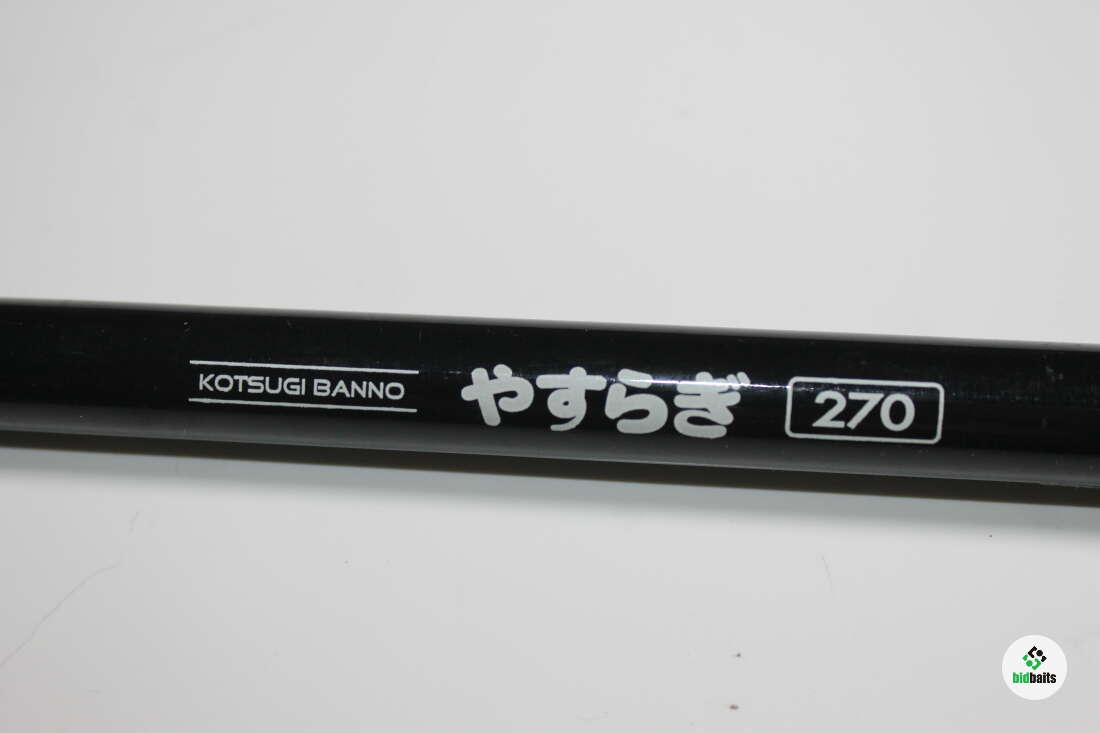 KOTSUGI BANNO やすらぎ 270
bidbaits